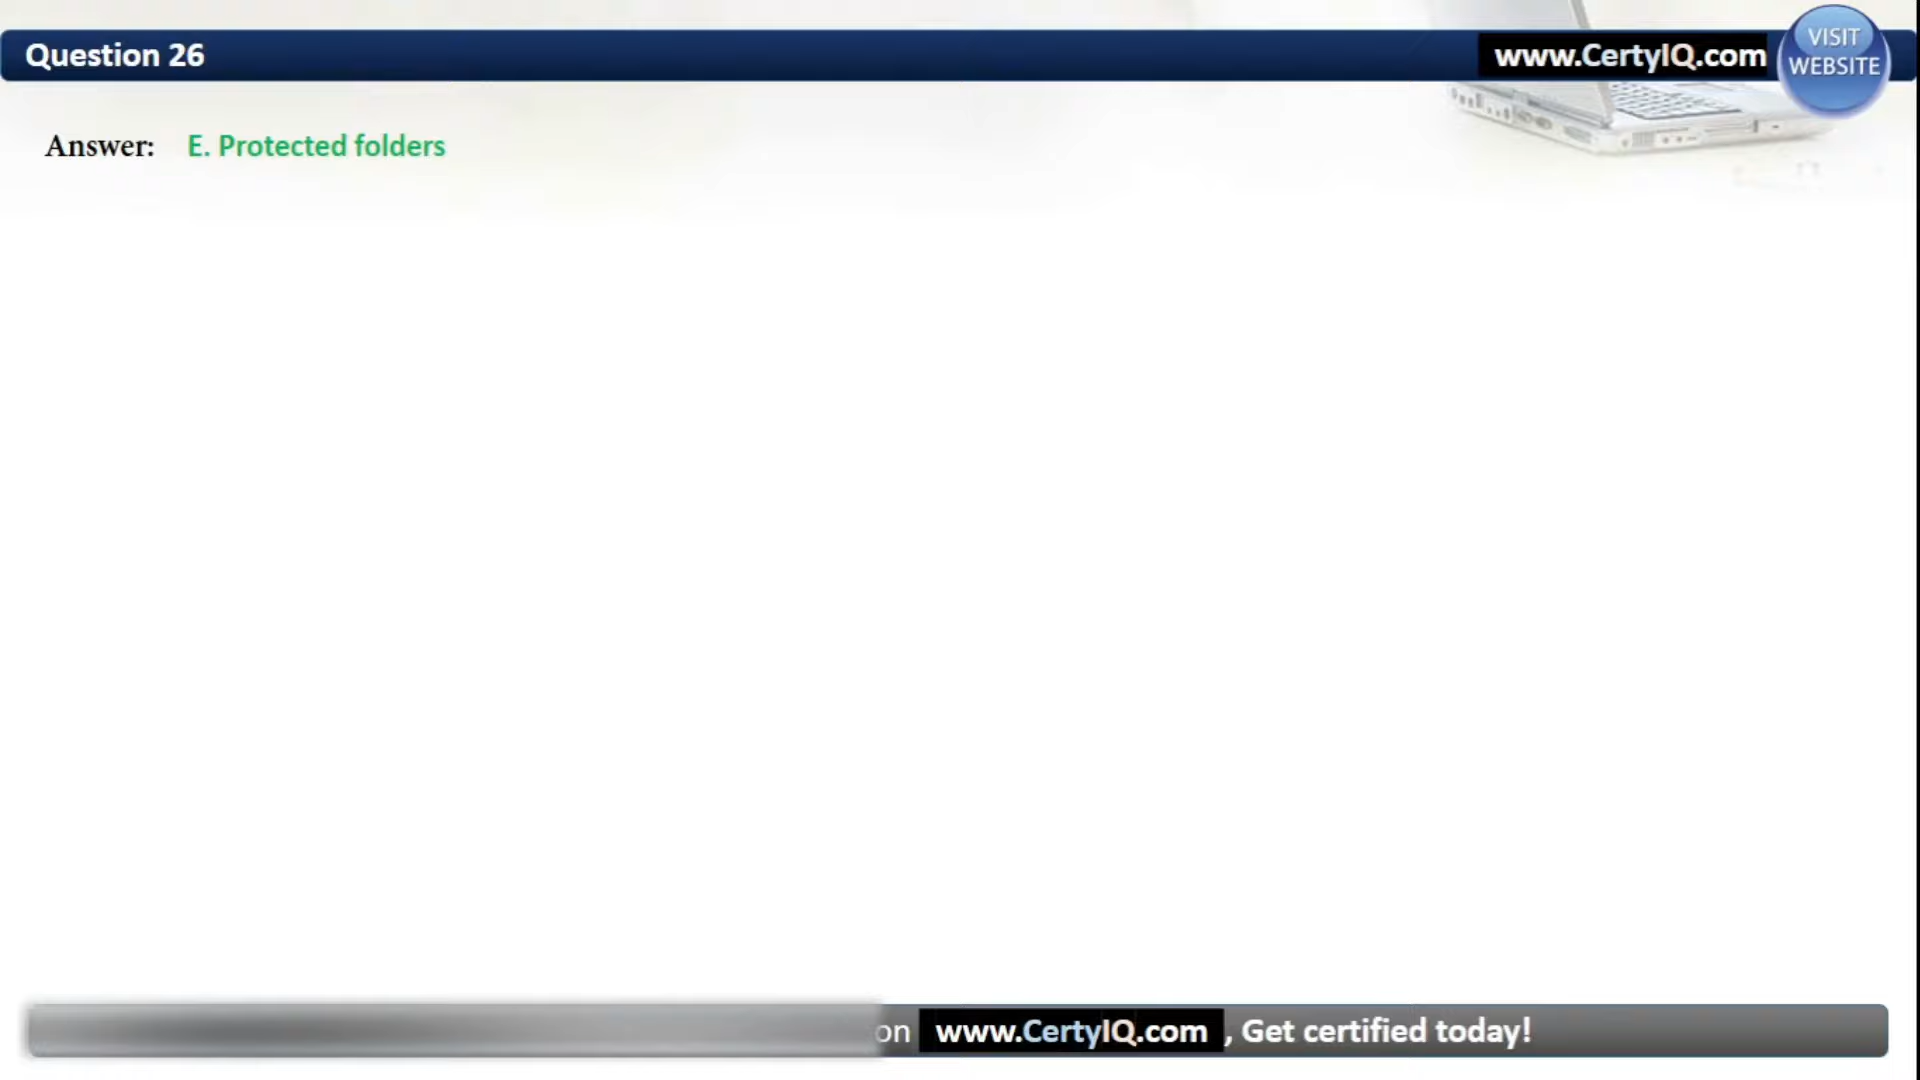 Question 26
www.CertyIQ.com
VISIT
WEBSITE
Answer: E. Protected folders
on www.CertyIQ.com , Get certified today!